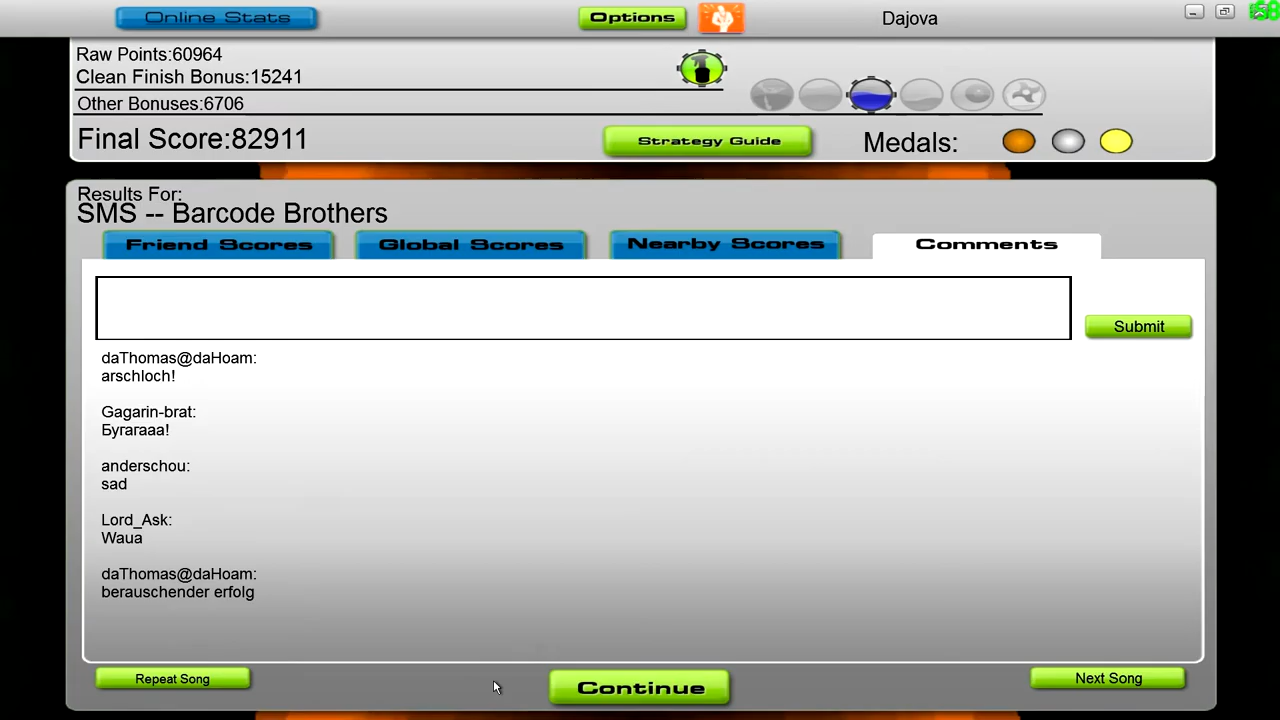 Online Stats
Options
Dajova
Raw Points:60964
Clean Finish Bonus:15241
Other Bonuses:6706
Final Score:82911
Strategy Guide
Medals:
Results For:
SMS -- Barcode Brothers
Friend Scores
Global Scores
Nearby Scores
Comments
Submit
daThomas@daHoam:
arschloch!
Gagarin-brat:
Бугагааа!
anderschou:
sad
Lord_Ask:
Waua
daThomas@daHoam:
berauschender erfolg
Repeat Song
Continue
Next Song